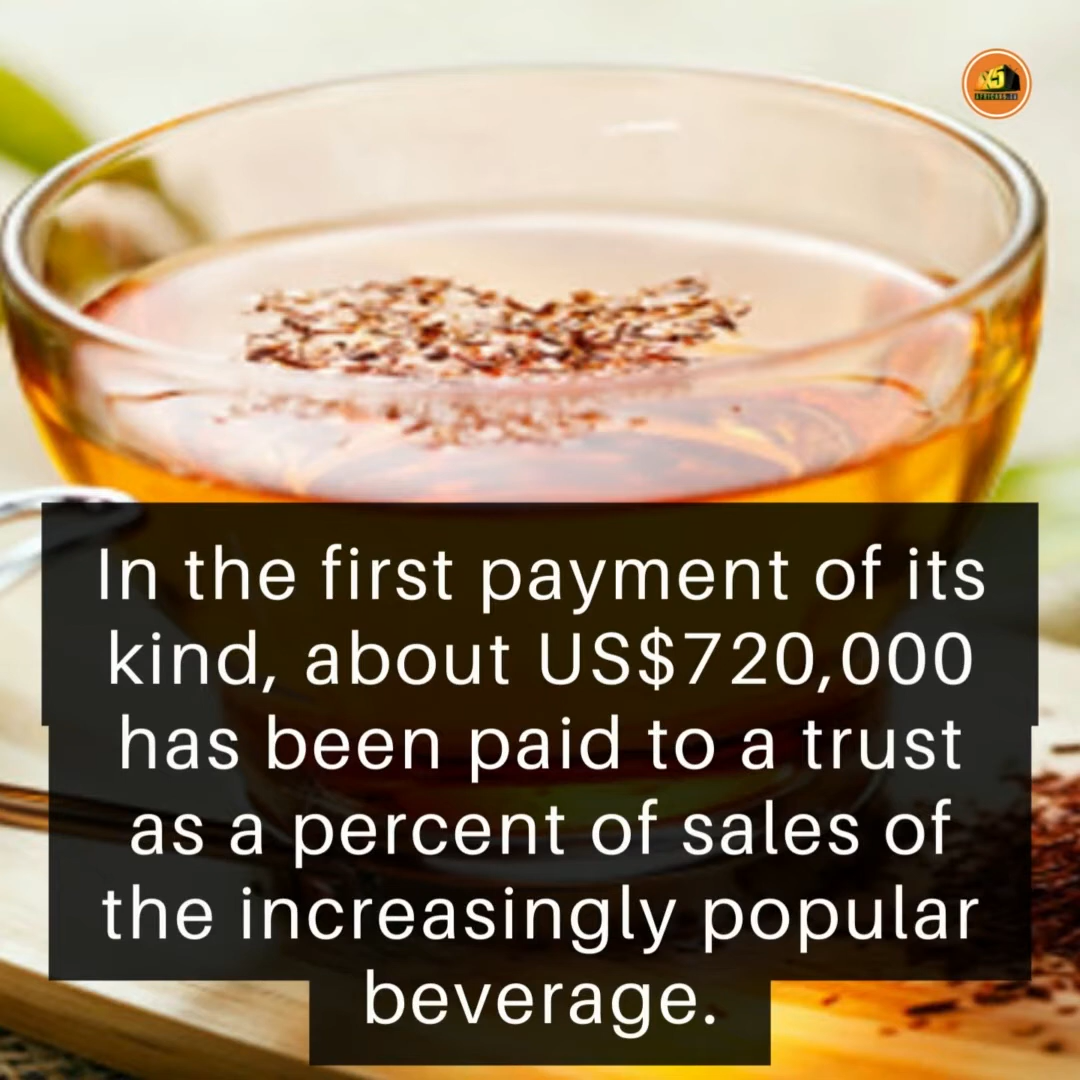 In the first payment of its
kind, about US$720,000
has been paid to a trust
as a percent of sales of
the increasingly popular
beverage.